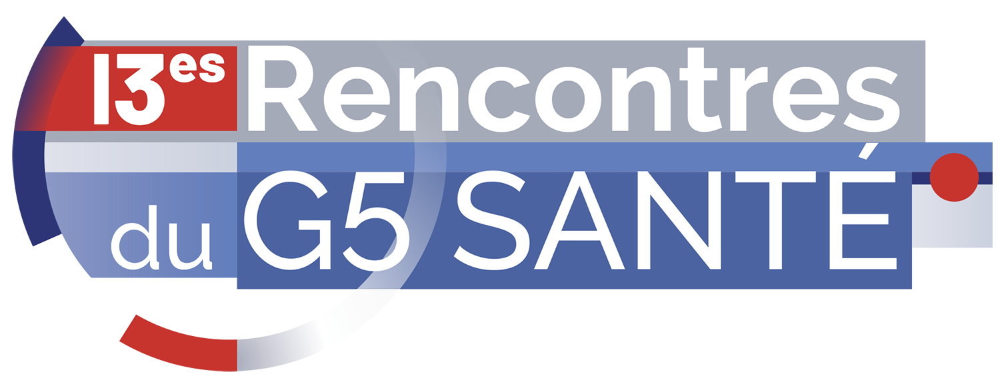 13es Rencontres
du G5 SANTÉ